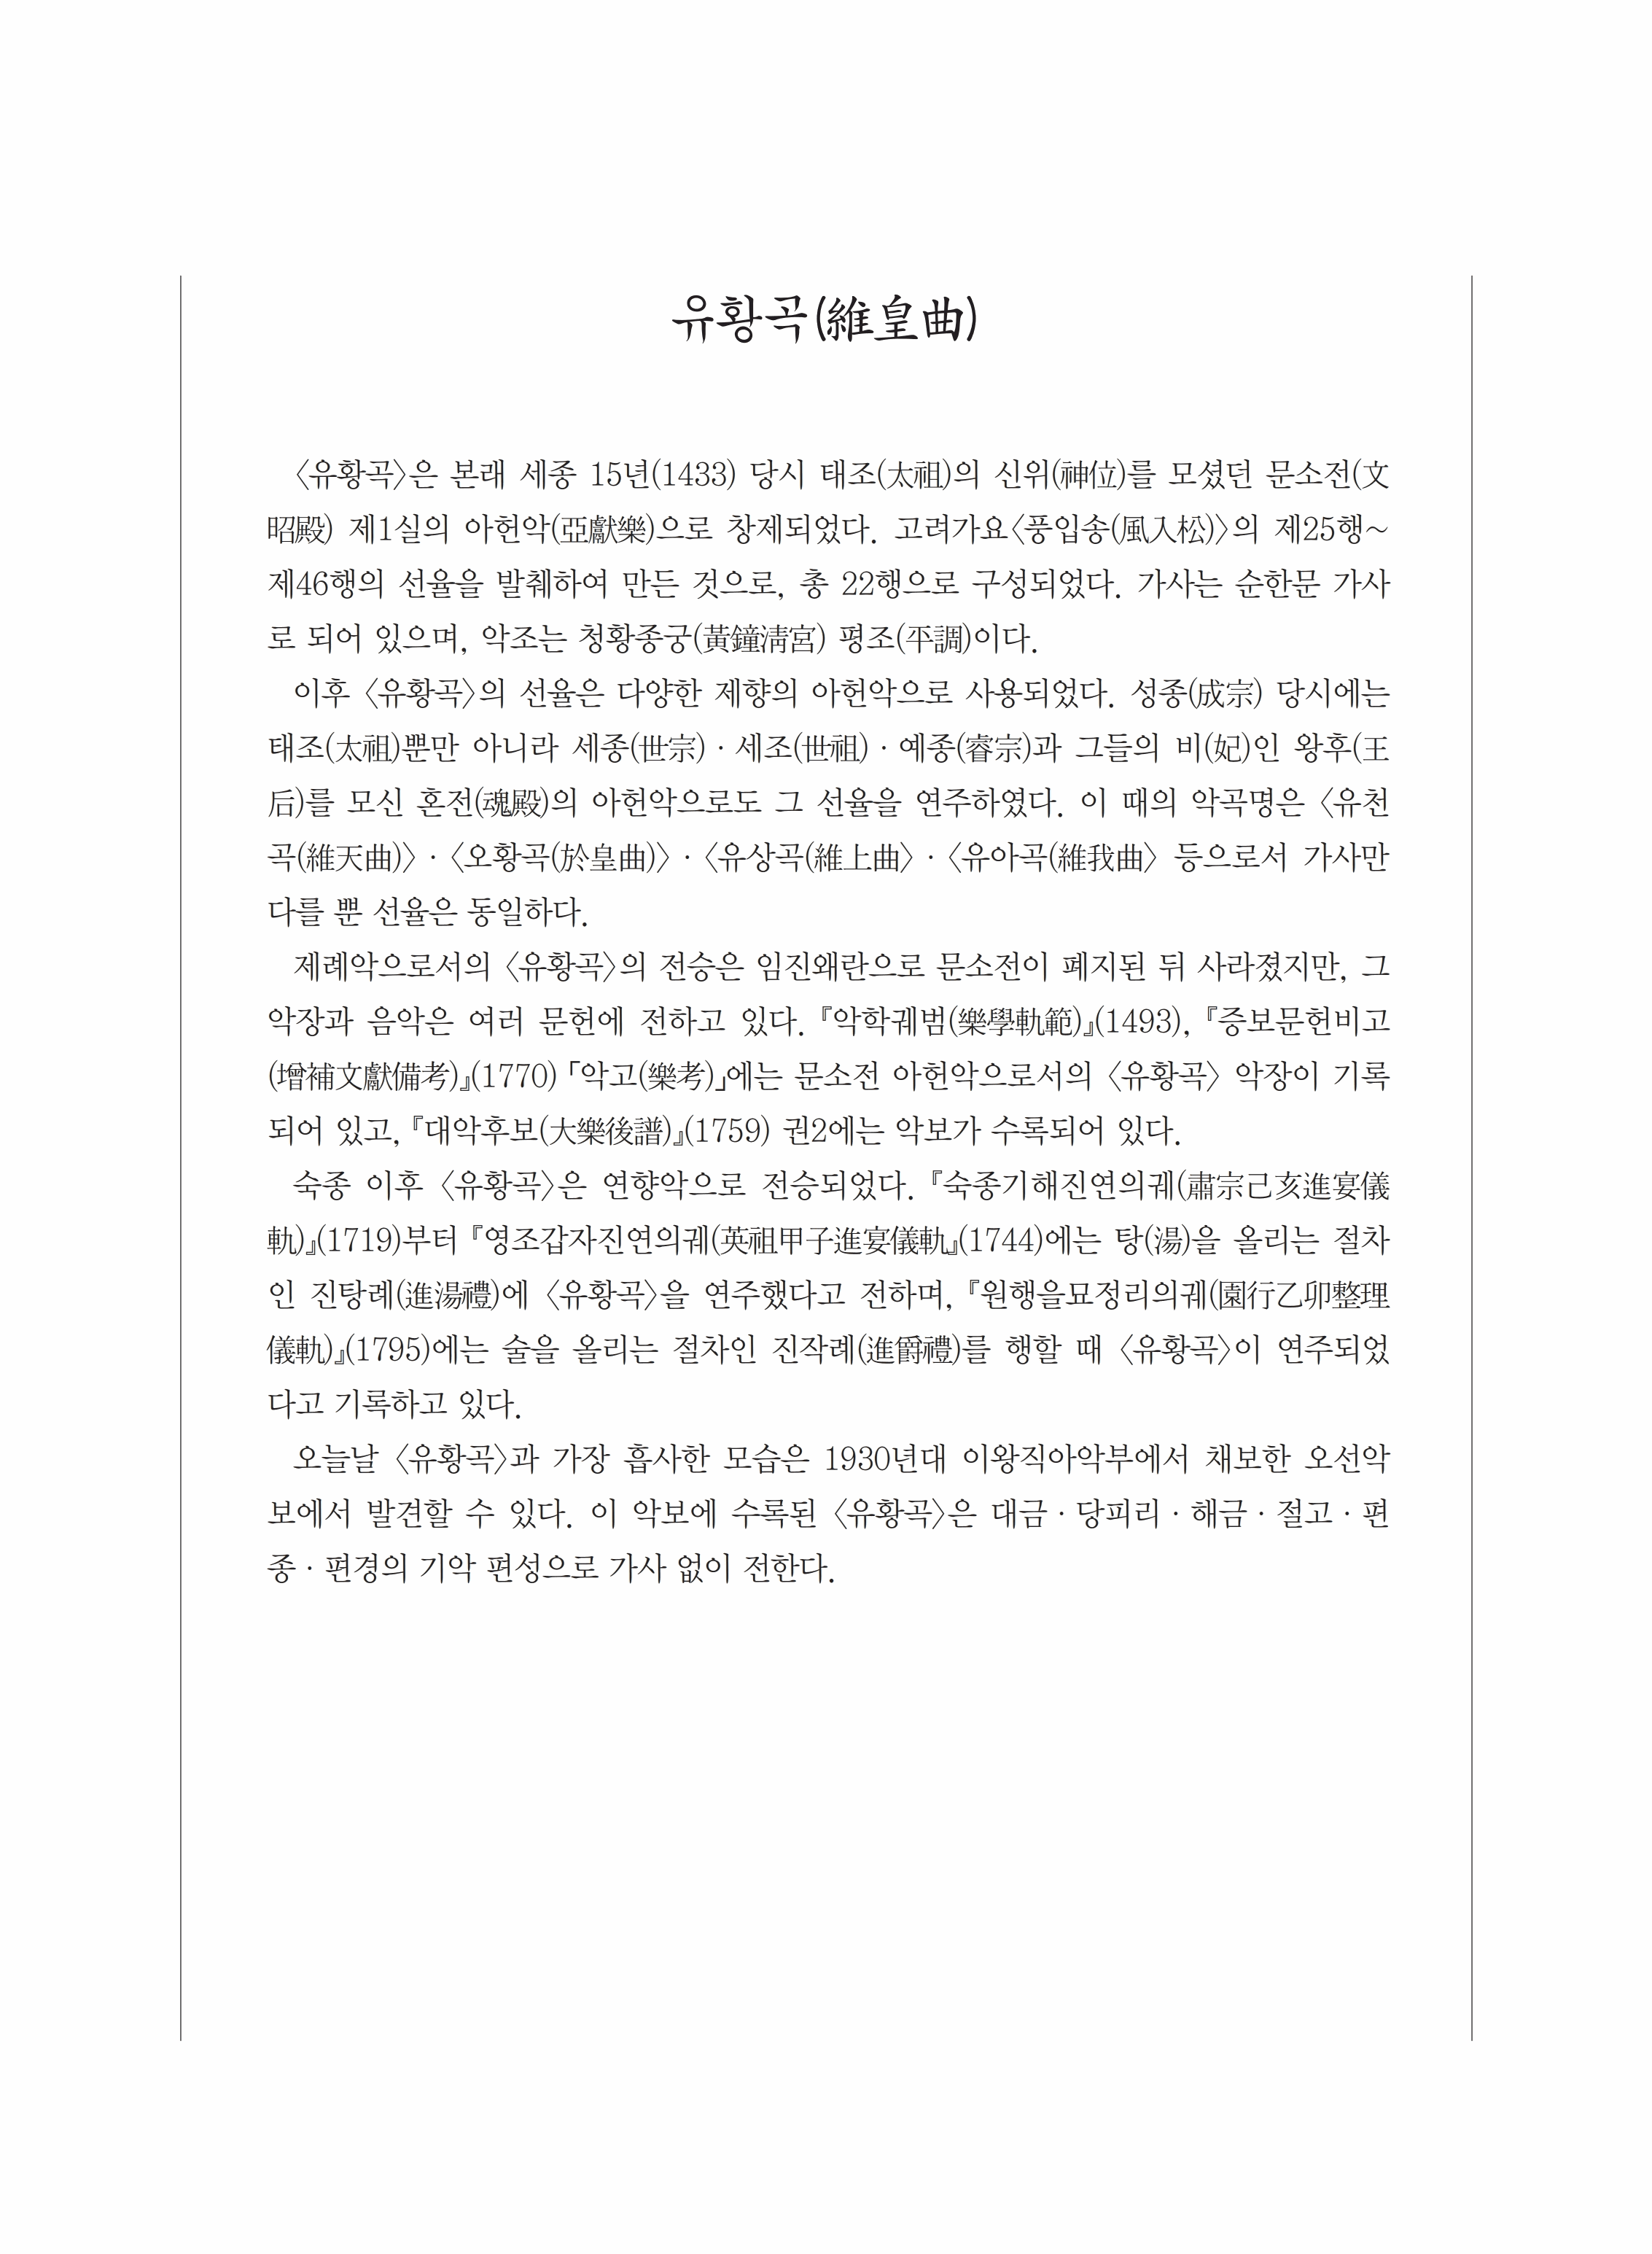 유황곡(維皇曲)
〈유황곡〉은 본래 세종 15년(1433) 당시 태조(太祖)의 신위(神位)를 모셨던 문소전(文
昭殿) 제1실의 아헌악(亞獻樂)으로 창제되었다. 고려가요〈풍입송(風入松)〉의 제25행~
제46행의 선율을 발췌하여 만든 것으로, 총 22행으로 구성되었다. 가사는 순한문 가사
로 되어 있으며, 악조는 청황종궁(黃鐘淸宮) 평조(平調)이다.
이후 〈유황곡〉의 선율은 다양한 제향의 아헌악으로 사용되었다. 성종(成宗) 당시에는
태조(太祖)뿐만 아니라 세종(世宗)·세조(世祖)·예종(睿宗)과 그들의 비(妃)인 왕후(王
后)를 모신 혼전(魂殿)의 아헌악으로도 그 선율을 연주하였다. 이 때의 악곡명은 〈유천
곡(維天曲)〉·〈오황곡(於皇曲)〉·〈유상곡(維上曲〉·〈유아곡(維我曲〉 등으로서 가사만
다를 뿐 선율은 동일하다.
제례악으로서의 〈유황곡〉의 전승은 임진왜란으로 문소전이 폐지된 뒤 사라졌지만, 그
악장과 음악은 여러 문헌에 전하고 있다. 『악학궤범(樂學軌範)』(1493), 『증보문헌비고
(增補文獻備考)』(1770) 「악고(樂考)」에는 문소전 아헌악으로서의 〈유황곡〉 악장이 기록
되어 있고, 『대악후보(大樂後譜)』(1759) 권2에는 악보가 수록되어 있다.
숙종 이후 〈유황곡〉은 연향악으로 전승되었다. 『숙종기해진연의궤(肅宗己亥進宴儀
軌)』(1719)부터 『영조갑자진연의궤(英祖甲子進宴儀軌』(1744)에는 탕(湯)을 올리는 절차
인 진탕례(進湯禮)에 〈유황곡〉을 연주했다고 전하며, 『원행을묘정리의궤(園行乙卯整理
儀軌)』(1795)에는 술을 올리는 절차인 진작례(進爵禮)를 행할 때 〈유황곡〉이 연주되었
다고 기록하고 있다.
오늘날 〈유황곡〉과 가장 흡사한 모습은 1930년대 이왕직아악부에서 채보한 오선악
보에서 발견할 수 있다. 이 악보에 수록된 〈유황곡〉은 대금·당피리·해금·절고·편
종·편경의 기악 편성으로 가사 없이 전한다.